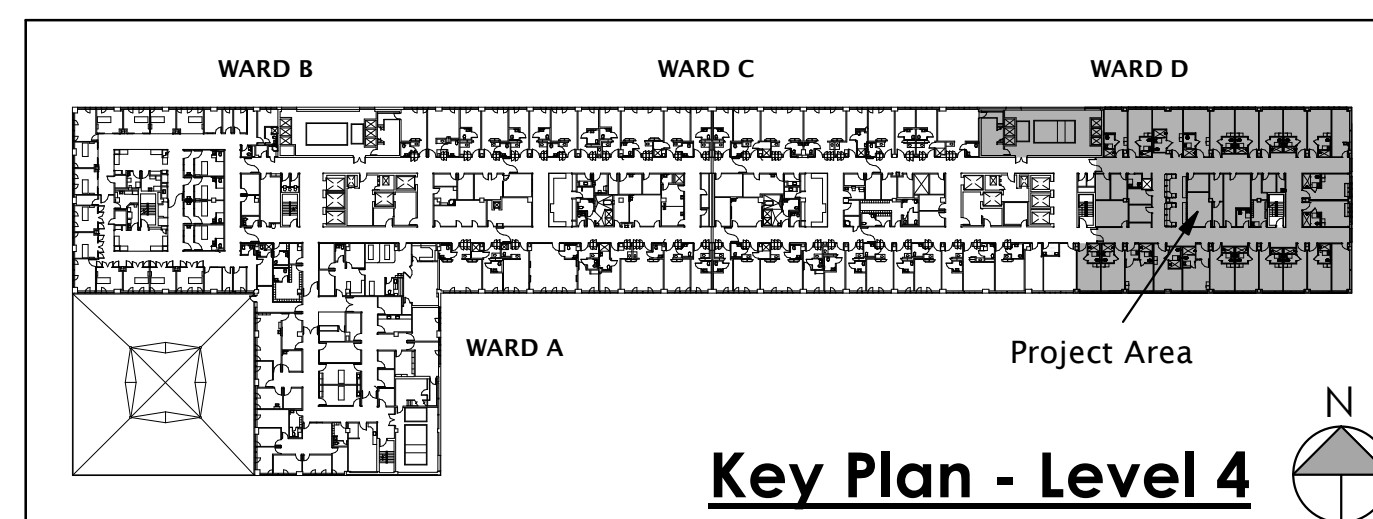 WARD B
WARD C
WARD D
WARD A
Project Area
N
Key Plan - Level 4